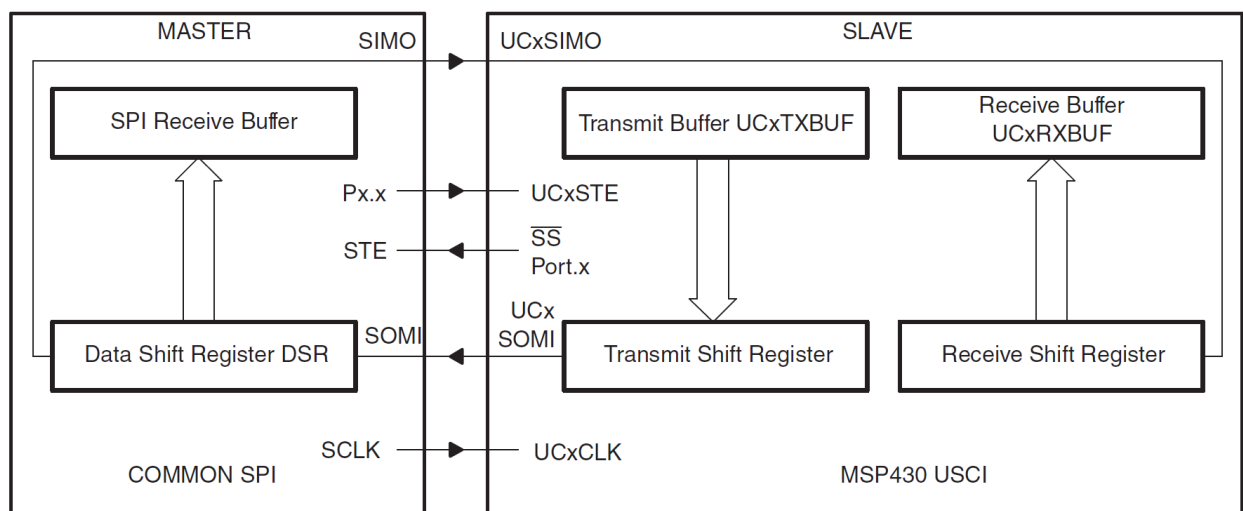 MASTER
SIMO
UCxSIMO
SLAVE
SPI Receive Buffer
Transmit Buffer UCxTXBUF
Receive Buffer
UCxRXBUF
Px.x
UCxSTE
STE
SS
Port.x
UCx
SOMI
SOMI
Data Shift Register DSR
Transmit Shift Register
Receive Shift Register
SCLK
UCxCLK
COMMON SPI
MSP430 USCI